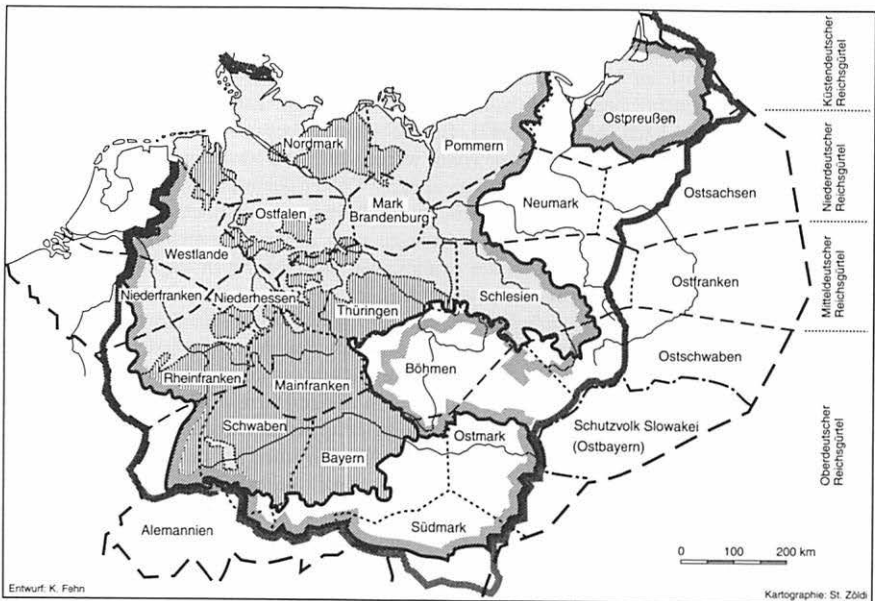 Küstendeutscher
Reichsgürtel
Niederdeutscher
Reichsgürtel
Mitteldeutscher
Reichsgürtel
Oberdeutscher
Reichsgürtel
Ostpreußen
Nordmark
Pommern
Neumark
Ostsachsen
Mark
Brandenburg
Ostfalen
Westlande
Ostfranken
Niederfranken
Niederhessen
Thüringen
Schlesien
Ostschwaben
Böhmen
Rheinfranken
Mainfranken
Schwaben
Ostmark
Schutzvolk Slowakei
(Ostbayern)
Bayern
Südmark
Alemannien
0 100 200 km
Entwurf: K. Fehn
Kartographie: St. Zöldi